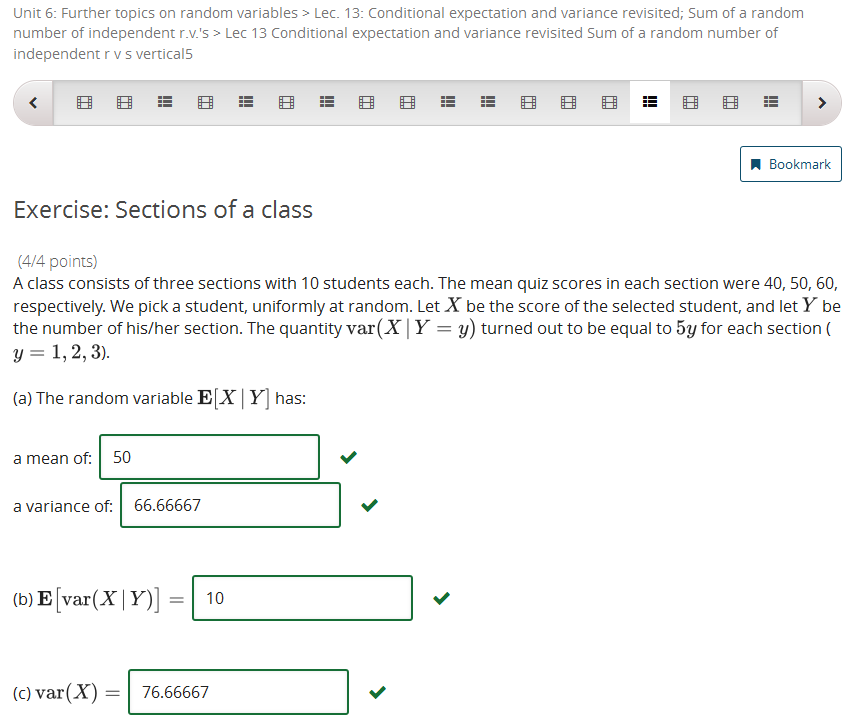 Unit 6: Further topics on random variables > Lec. 13: Conditional expectation and variance revisited; Sum of a random
number of independent r.v.'s > Lec 13 Conditional expectation and variance revisited Sum of a random number of
independent r v s vertical5
Bookmark
Exercise: Sections of a class
(4/4 points)
A class consists of three sections with 10 students each. The mean quiz scores in each section were 40, 50, 60,
respectively. We pick a student, uniformly at random. Let X be the score of the selected student, and let Y be
the number of his/her section. The quantity var(X | Y = y) turned out to be equal to 5y for each section (
y = 1, 2, 3).
(a) The random variable E[X | Y] has:
a mean of: 50
a variance of: 66.66667
(b) E[var(X | Y)] = 10
(c) var(X) = 76.66667